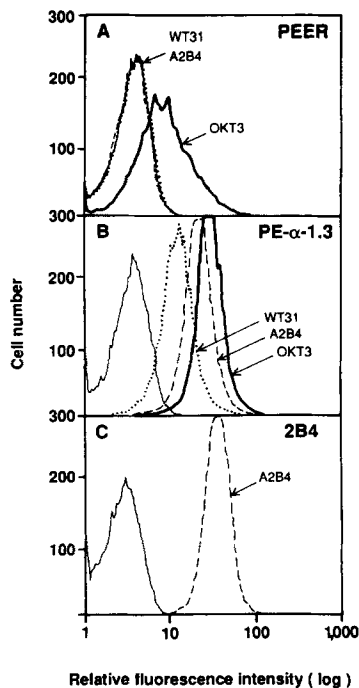 A
PEER
300
200
100
WT31
A2B4
OKT3
300
B
PE-α-1.3
200
100
WT31
A2B4
OKT3
300
C
2B4
200
100
A2B4
1
10
100
1,000
Cell number
Relative fluorescence intensity ( log )